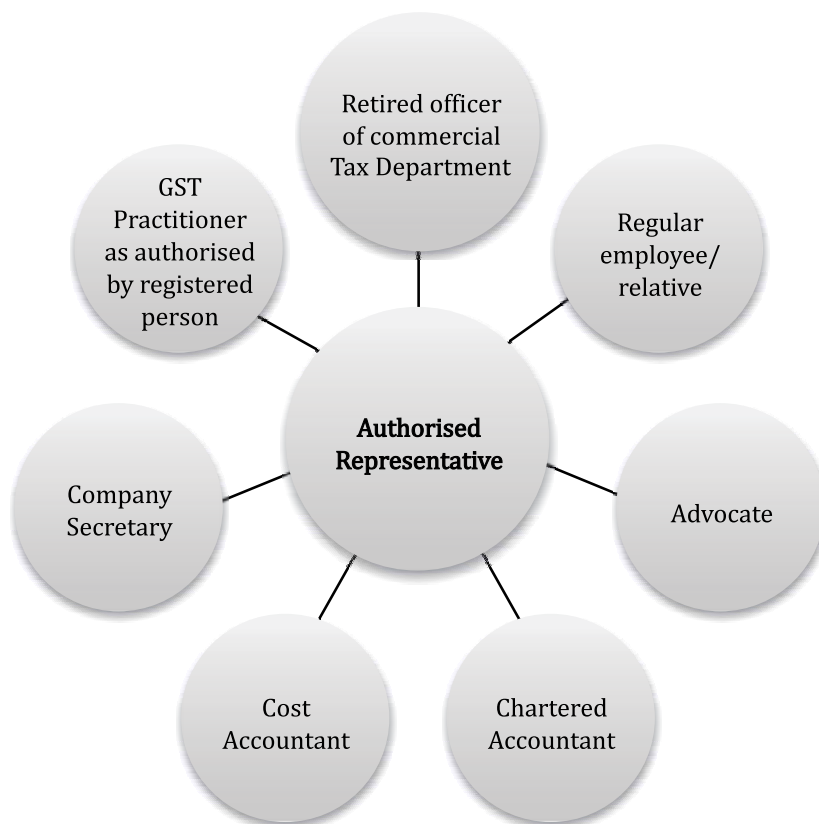 Retired officer
of commercial
Tax Department
GST
Practitioner
as authorised
by registered
person
Regular
employee/
relative
Authorised
Representative
Company
Secretary
Advocate
Cost
Accountant
Chartered
Accountant